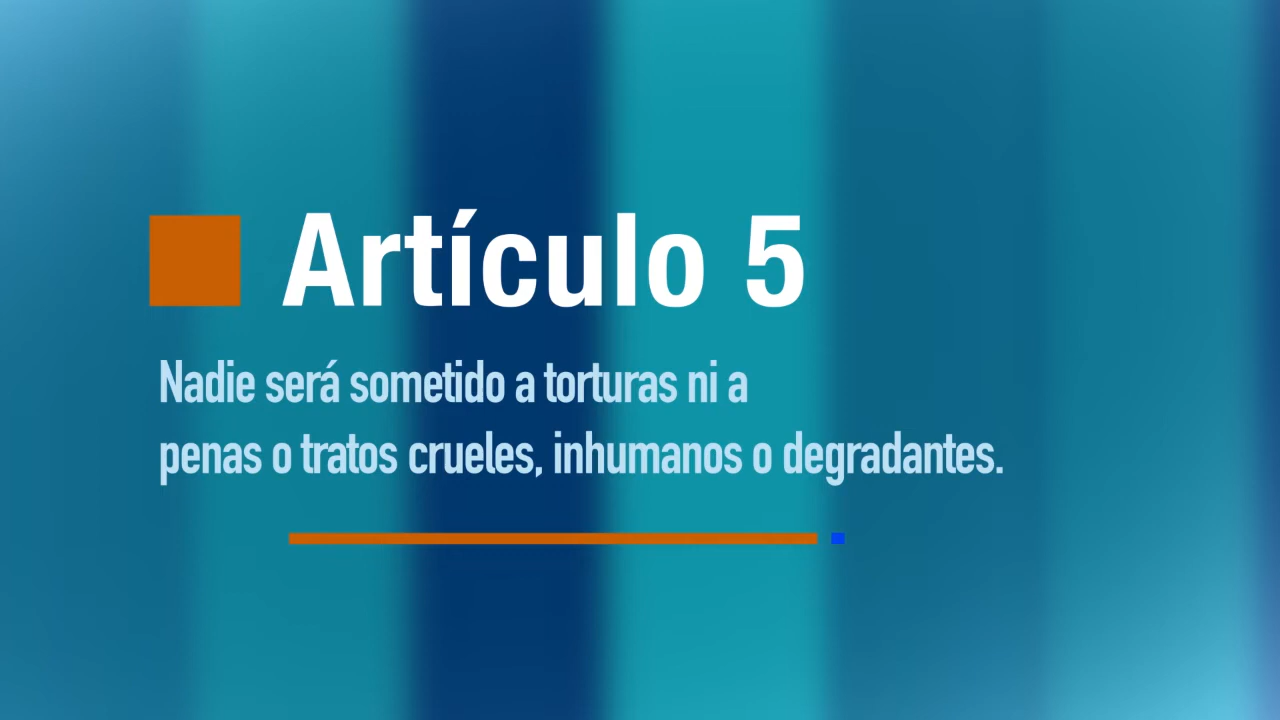 Artículo 5
Nadie será sometido a torturas ni a
penas o tratos crueles, inhumanos o degradantes.